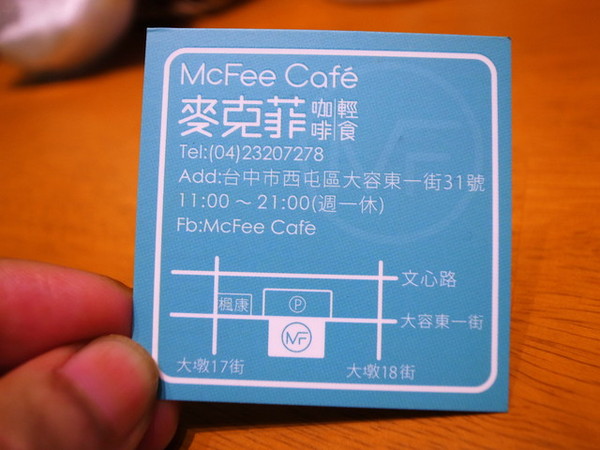 McFee Café
麥克菲 咖啡 輕食
Tel:(04)23207278
Add:台中市西屯區大容東一街31號
11:00～21:00(週一休)
Fb:McFee Café
文心路
楓康
P
大容東一街
MF
大墩17街
大墩18街
MF